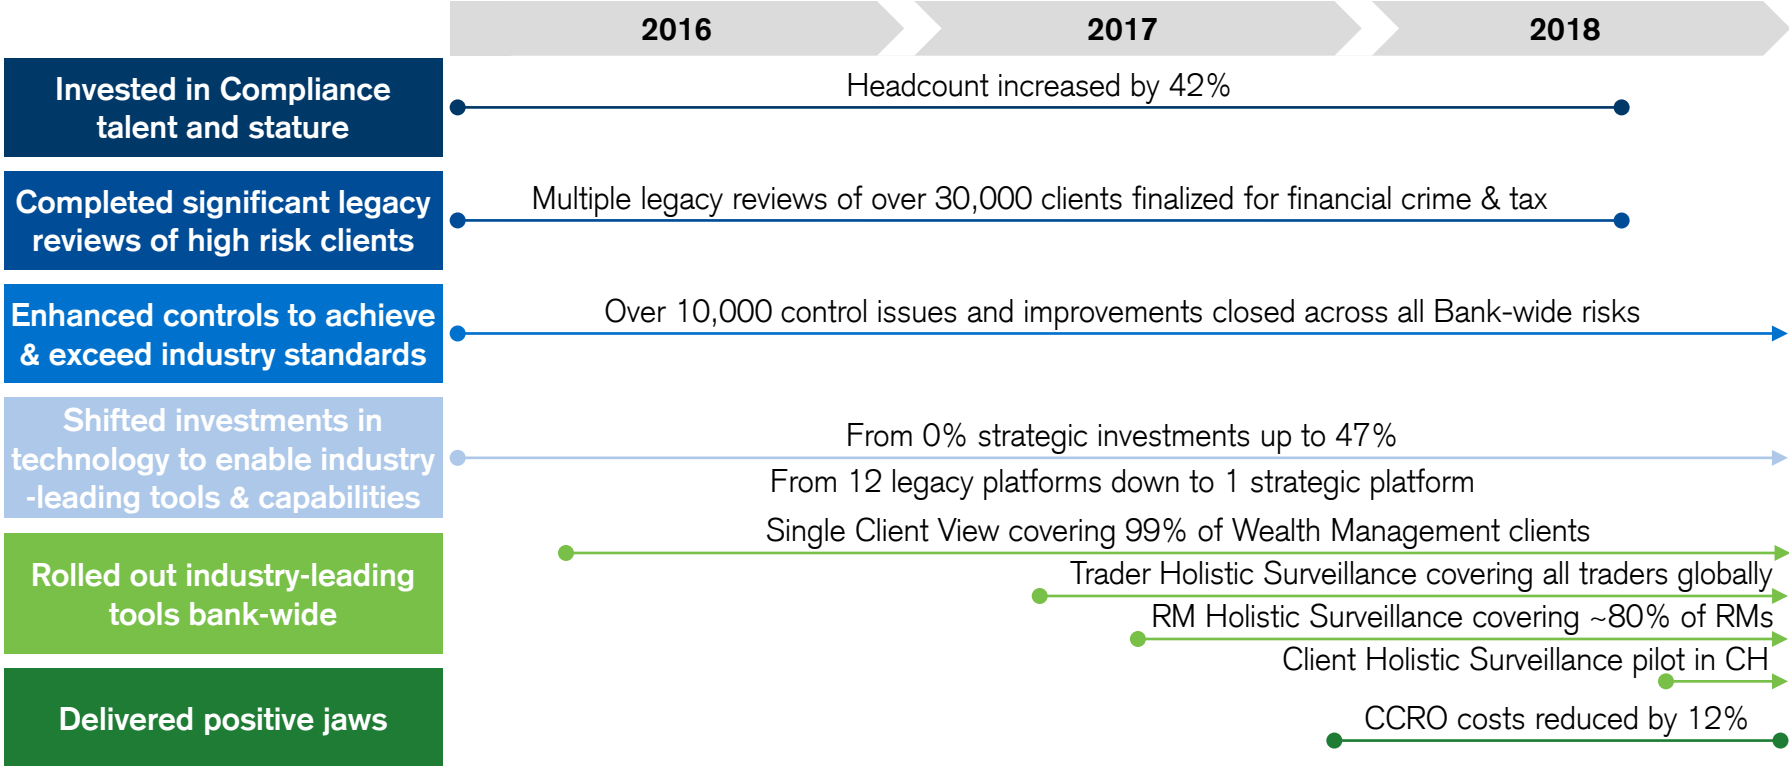 2016
2017
2018
Invested in Compliance
talent and stature
Headcount increased by 42%
Completed significant legacy
reviews of high risk clients
Multiple legacy reviews of over 30,000 clients finalized for financial crime & tax
Enhanced controls to achieve
& exceed industry standards
Over 10,000 control issues and improvements closed across all Bank-wide risks
Shifted investments in
technology to enable industry
-leading tools & capabilities
From 0% strategic investments up to 47%
From 12 legacy platforms down to 1 strategic platform
Rolled out industry-leading
tools bank-wide
Single Client View covering 99% of Wealth Management clients
Trader Holistic Surveillance covering all traders globally
RM Holistic Surveillance covering ~80% of RMs
Client Holistic Surveillance pilot in CH
Delivered positive jaws
CCRO costs reduced by 12%